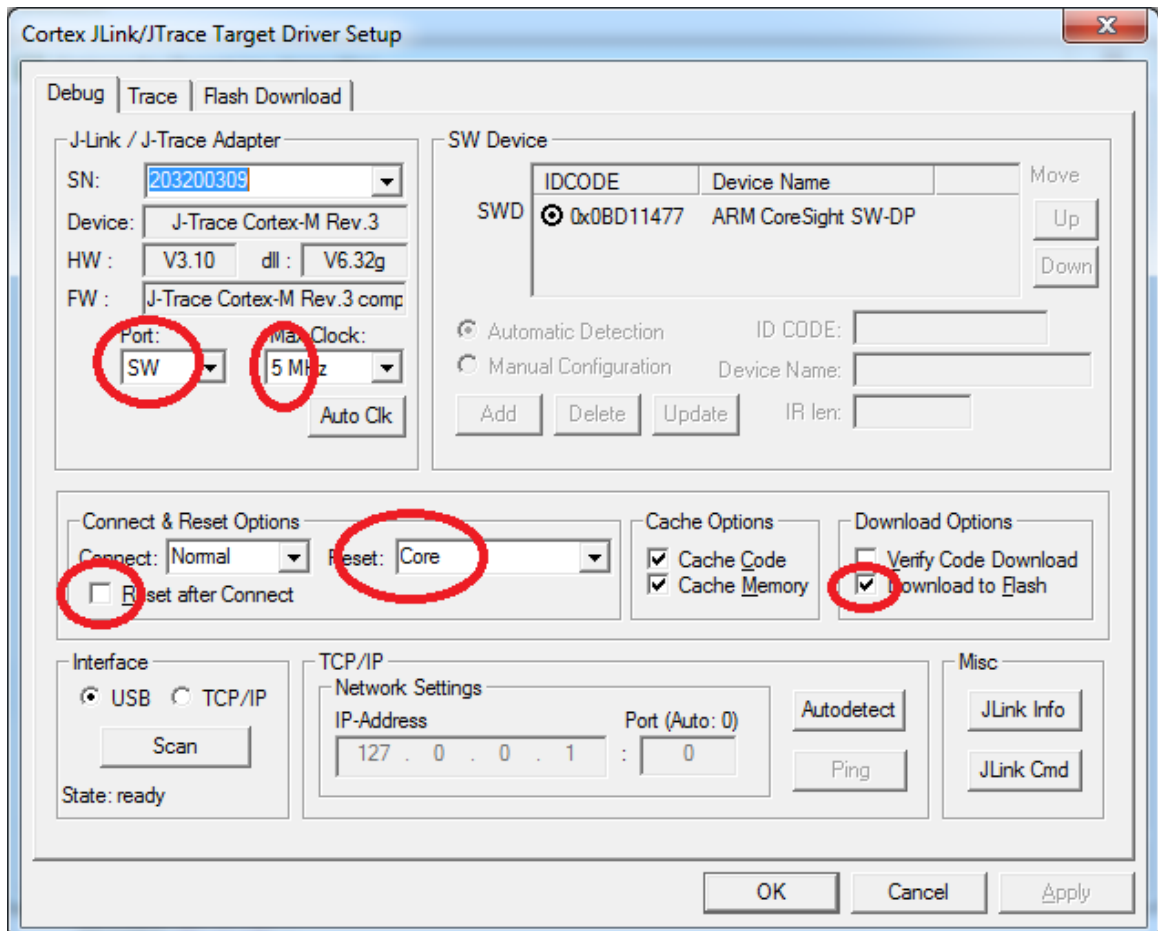 Cortex JLink/JTrace Target Driver Setup
Debug
Trace
Flash Download
J-Link / J-Trace Adapter
SN: 203200309
Device: J-Trace Cortex-M Rev.3
HW : V3.10 dll : V6.32g
FW : J-Trace Cortex-M Rev.3 comp
Port: Max Clock:
SW 5 MHz
Auto Clk
SW Device
IDCODE Device Name
SWD 0x0BD11477 ARM CoreSight SW-DP
Move
Up
Down
Automatic Detection ID CODE:
Manual Configuration Device Name:
Add Delete Update IR len:
Connect & Reset Options
Connect: Normal Reset: Core
Reset after Connect
Cache Options
Cache Code
Cache Memory
Download Options
Verify Code Download
Download to Flash
Interface
USB TCP/IP
Scan
State: ready
TCP/IP
Network Settings
IP-Address Port (Auto: 0)
127 . 0 . 0 . 1 : 0
Autodetect
Ping
Misc
JLink Info
JLink Cmd
OK Cancel Apply